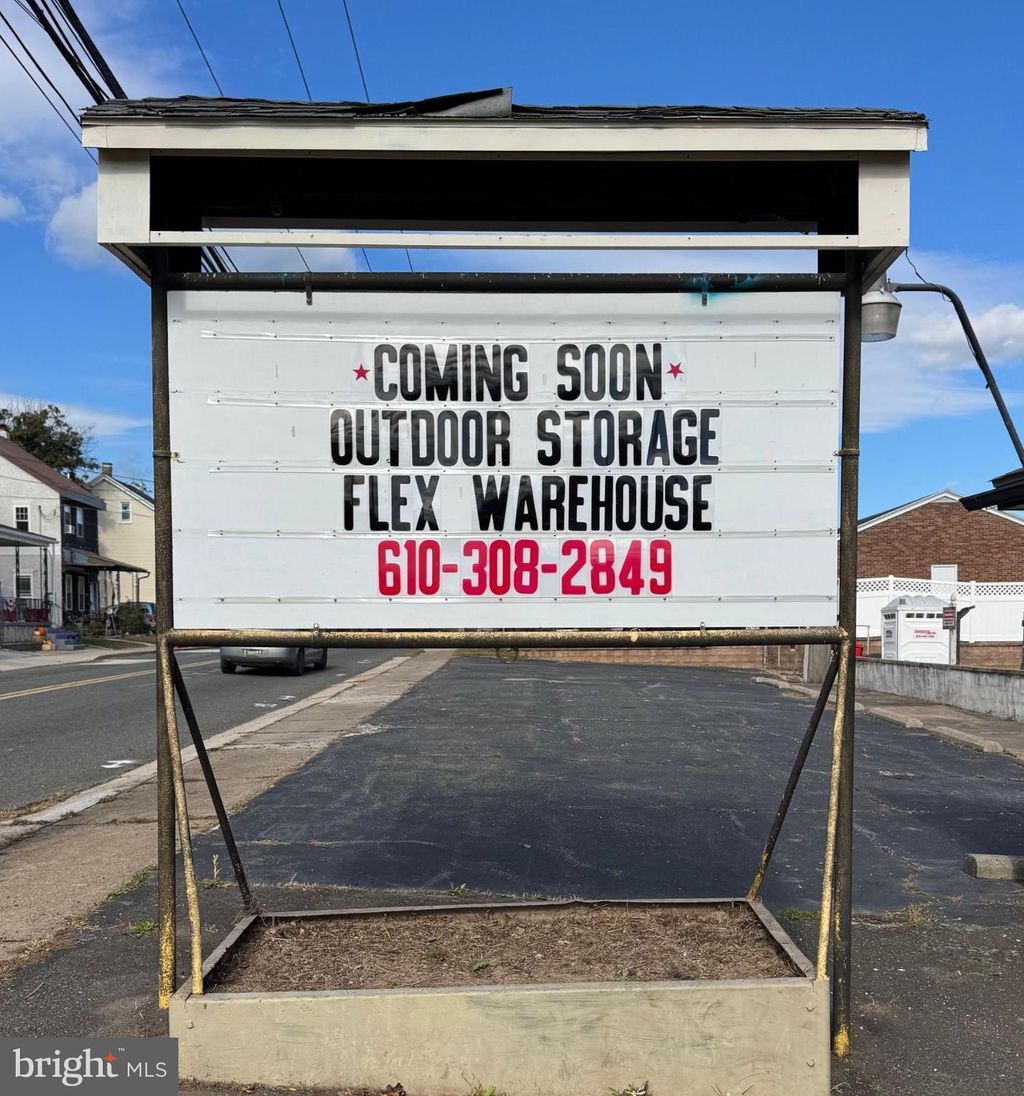 COMING SOON
OUTDOOR STORAGE
FLEX WAREHOUSE
610-308-2849
bright MLS